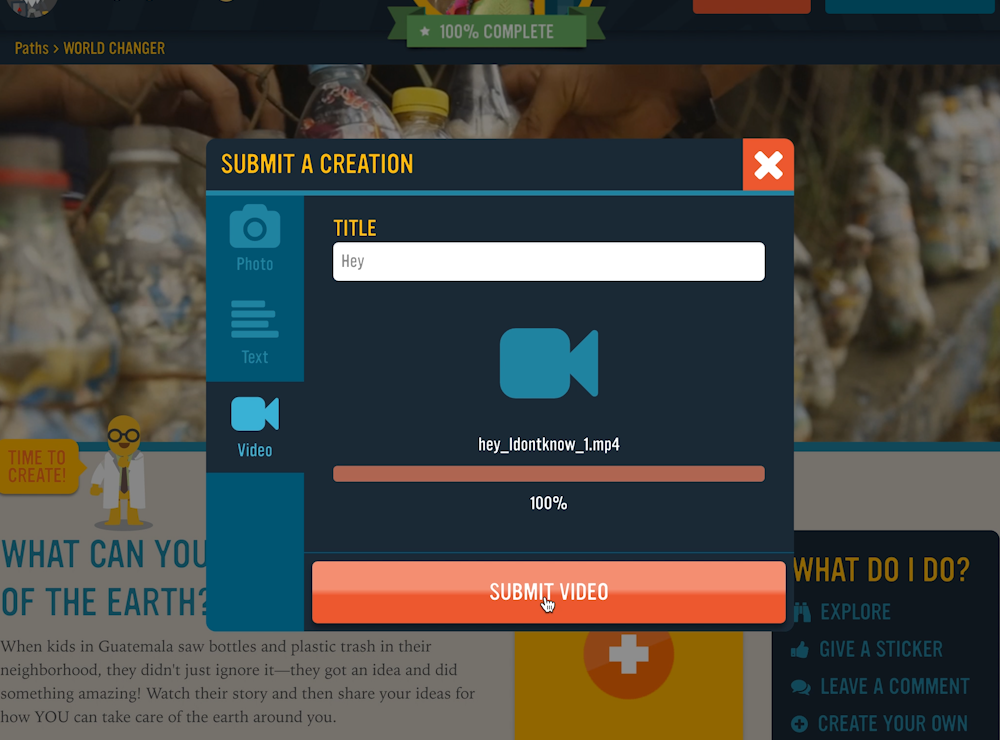 ★ 100% COMPLETE
Paths > WORLD CHANGER
SUBMIT A CREATION
Photo
Text
Video
TITLE
Hey
hey_Idontknow_1.mp4
100%
SUBMIT VIDEO
TIME TO
CREATE!
WHAT CAN YOU
OF THE EARTH?
When kids in Guatemala saw bottles and plastic trash in their
neighborhood, they didn't just ignore it—they got an idea and did
something amazing! Watch their story and then share your ideas for
how YOU can take care of the earth around you.
WHAT DO I DO?
EXPLORE
GIVE A STICKER
LEAVE A COMMENT
CREATE YOUR OWN